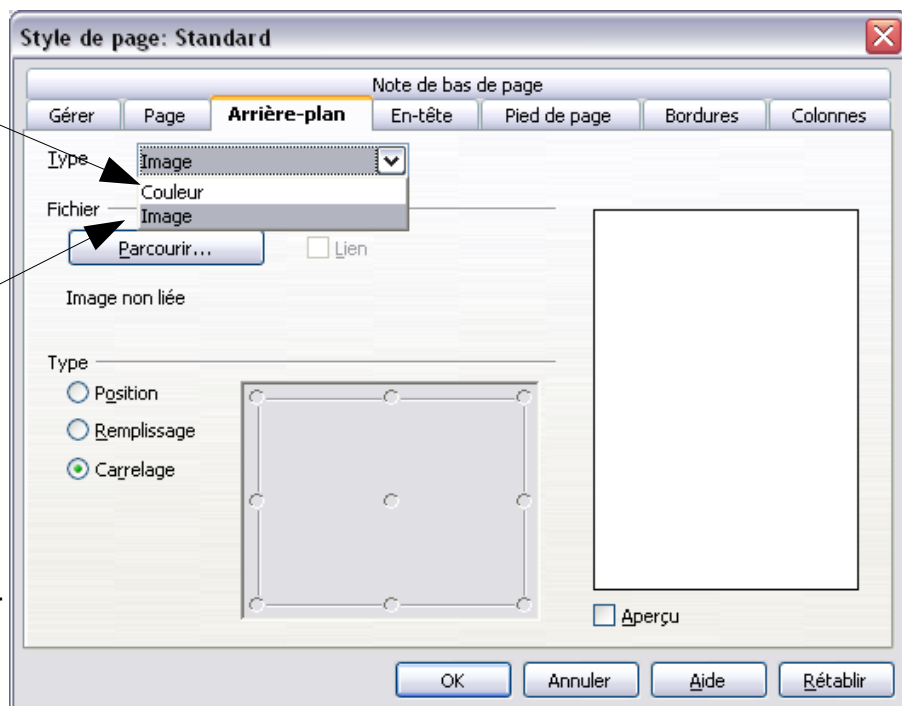 Style de page: Standard
Note de bas de page
Gérer Page Arrière-plan En-tête Pied de page Bordures Colonnes
Type Image
Couleur
Fichier Image
Parcourir... Lien
Image non liée
Type
Position
Remplissage
Carrelage
Aperçu
OK Annuler Aide Rétablir